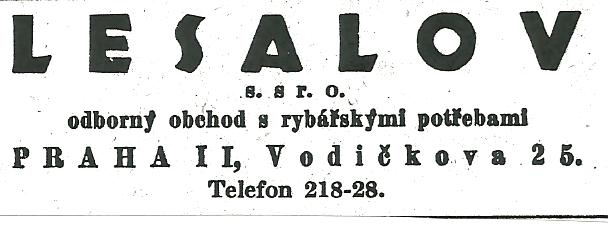 LESALOV
s. s r. o.
odborný obchod s rybářskými potřebami
PRAHA II, Vodičkova 25.
Telefon 218-28.